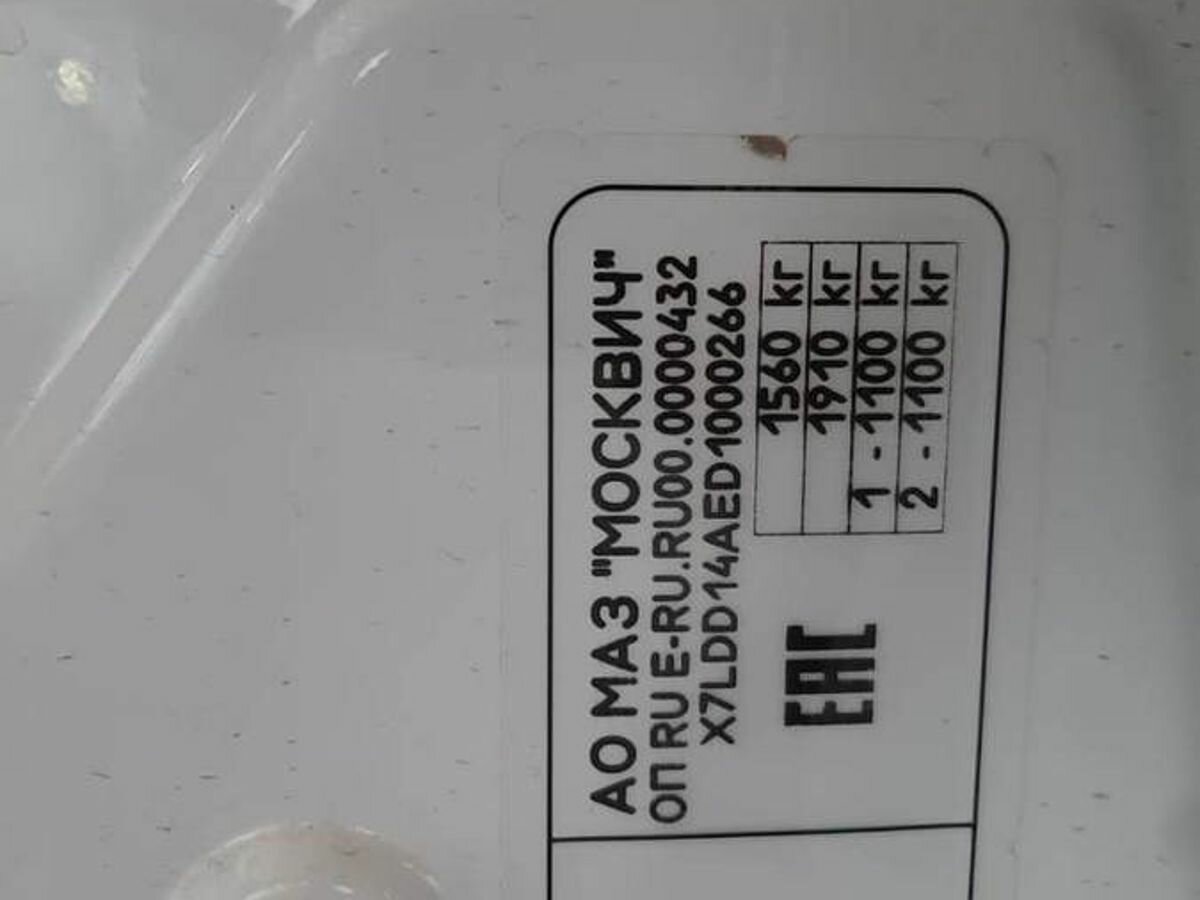 АО МАЗ "МОСКВИЧ"
ОП RU E-RU.RU00.0000432
X7LDD14AED1000266
1560 кг
1910 кг
1 - 1100 кг
2 - 1100 кг
EAC